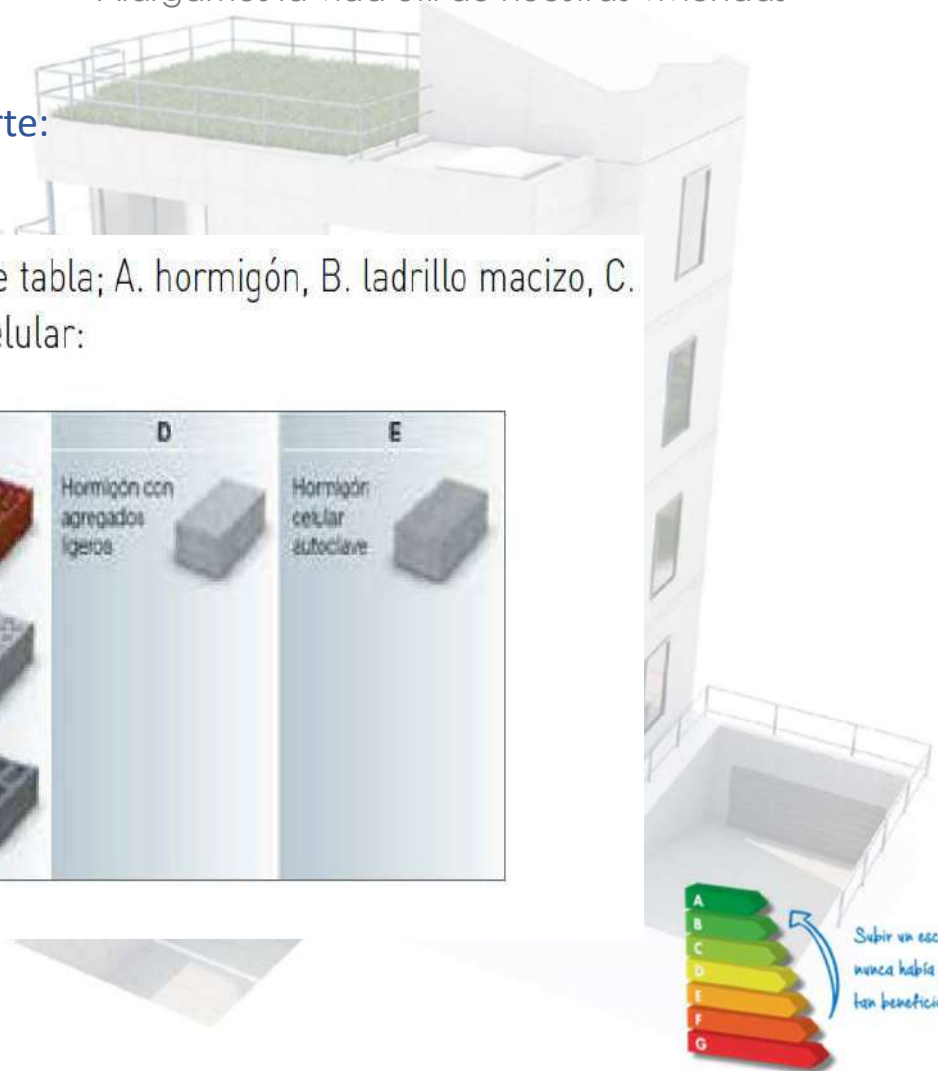 rte:
e tabla; A. hormigón, B. ladrillo macizo, C.
elular:
D
Hormigón con
agregados
ligeros
E
Hormigón
celular
autoclave
A
B
C
D
E
F
G
Subir un esc
nunca había
tan benefici